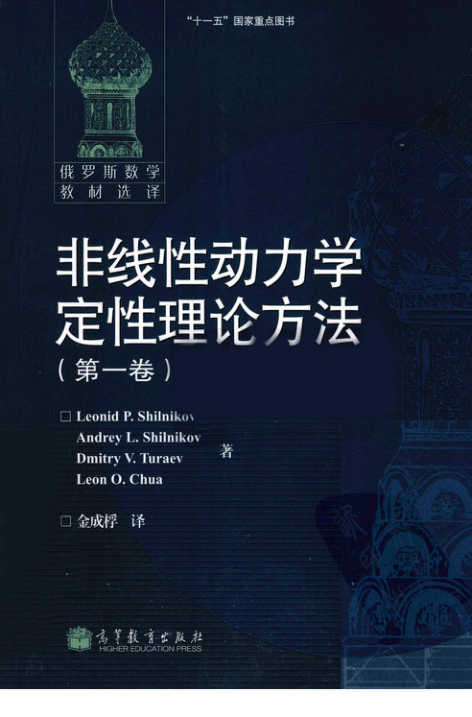 “十一五”国家重点图书
俄罗斯数学
教材选译
非线性动力学
定性理论方法
（第一卷）
□ Leonid P. Shilnikov
Andrey L. Shilnikov
Dmitry V. Turaev
Leon O. Chua
著
□ 金成桴 译
高等教育出版社
HIGHER EDUCATION PRESS